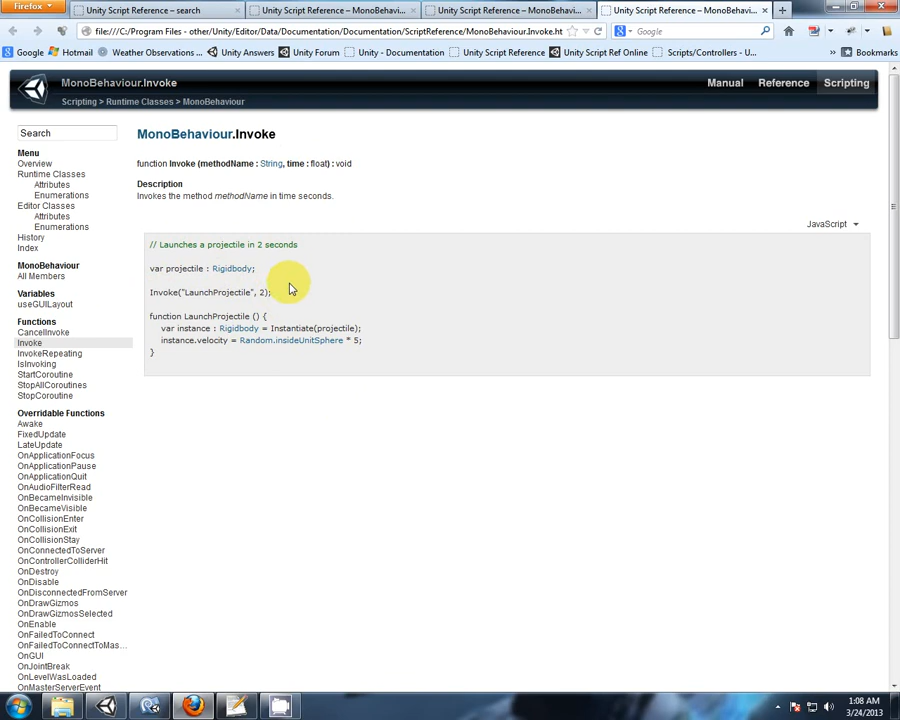 Firefox
Unity Script Reference – search
Unity Script Reference – MonoBehavi...
Unity Script Reference – MonoBehavi...
Unity Script Reference – MonoBehavi...
file:///C:/Program Files - other/Unity/Editor/Data/Documentation/Documentation/ScriptReference/MonoBehaviour.Invoke.ht
Google
Google
Hotmail
Weather Observations ...
Unity Answers
Unity Forum
Unity - Documentation
Unity Script Reference
Unity Script Ref Online
Scripts/Controllers - U...
»
Bookmarks
MonoBehaviour.Invoke
Manual
Reference
Scripting
Scripting > Runtime Classes > MonoBehaviour
Search
Menu
Overview
Runtime Classes
Attributes
Enumerations
Editor Classes
Attributes
Enumerations
History
Index
MonoBehaviour
All Members
Variables
useGUILayout
Functions
CancelInvoke
Invoke
InvokeRepeating
IsInvoking
StartCoroutine
StopAllCoroutines
StopCoroutine
Overridable Functions
Awake
FixedUpdate
LateUpdate
OnApplicationFocus
OnApplicationPause
OnApplicationQuit
OnAudioFilterRead
OnBecameInvisible
OnBecameVisible
OnCollisionEnter
OnCollisionExit
OnCollisionStay
OnConnectedToServer
OnControllerColliderHit
OnDestroy
OnDisable
OnDisconnectedFromServer
OnDrawGizmos
OnDrawGizmosSelected
OnEnable
OnFailedToConnect
OnFailedToConnectToMas...
OnGUI
OnJointBreak
OnLevelWasLoaded
OnMasterServerEvent
MonoBehaviour.Invoke
function Invoke (methodName : String, time : float) : void
Description
Invokes the method methodName in time seconds.
JavaScript
// Launches a projectile in 2 seconds
var projectile : Rigidbody;
Invoke("LaunchProjectile", 2);
function LaunchProjectile () {
var instance : Rigidbody = Instantiate(projectile);
instance.velocity = Random.insideUnitSphere * 5;
}
1:08 AM
3/24/2013